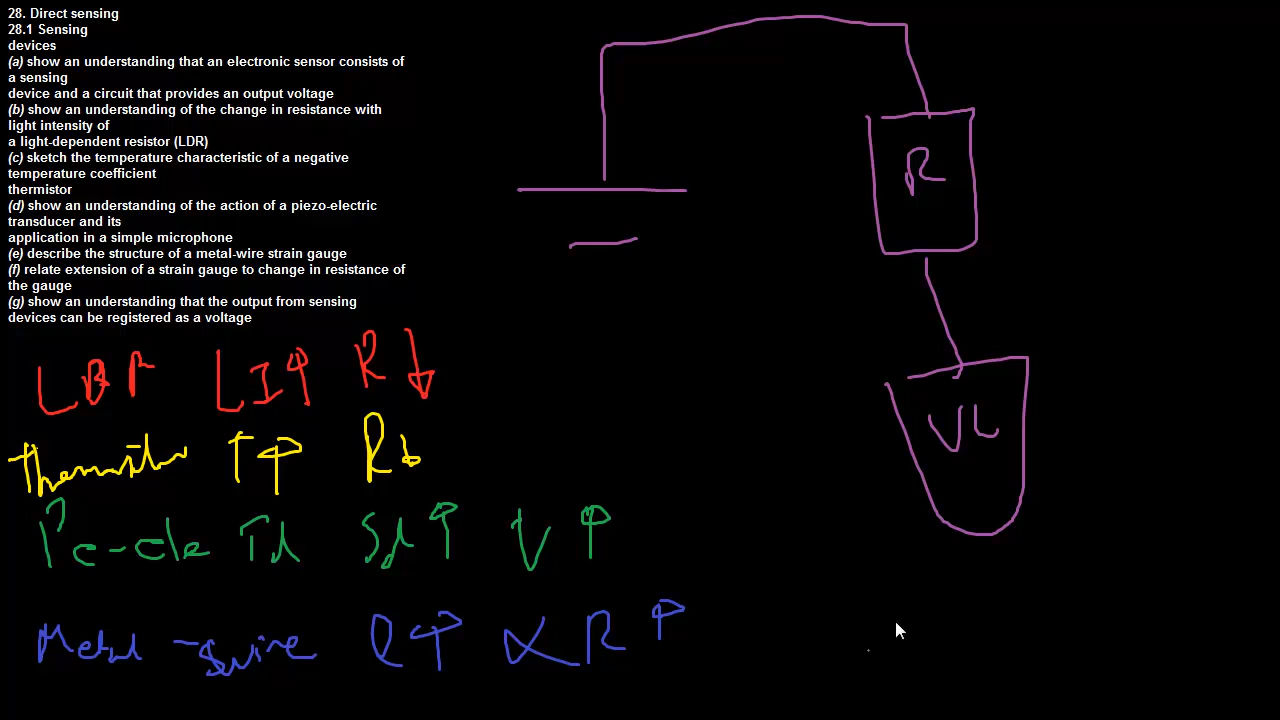 28. Direct sensing
28.1 Sensing
devices
(a) show an understanding that an electronic sensor consists of
a sensing
device and a circuit that provides an output voltage
(b) show an understanding of the change in resistance with
light intensity of
a light-dependent resistor (LDR)
(c) sketch the temperature characteristic of a negative
temperature coefficient
thermistor
(d) show an understanding of the action of a piezo-electric
transducer and its
application in a simple microphone
(e) describe the structure of a metal-wire strain gauge
(f) relate extension of a strain gauge to change in resistance of
the gauge
(g) show an understanding that the output from sensing
devices can be registered as a voltage
R
LDR LI↑ R↓
Thermistor T↑ R↓
V↑
Metal-wire R↑